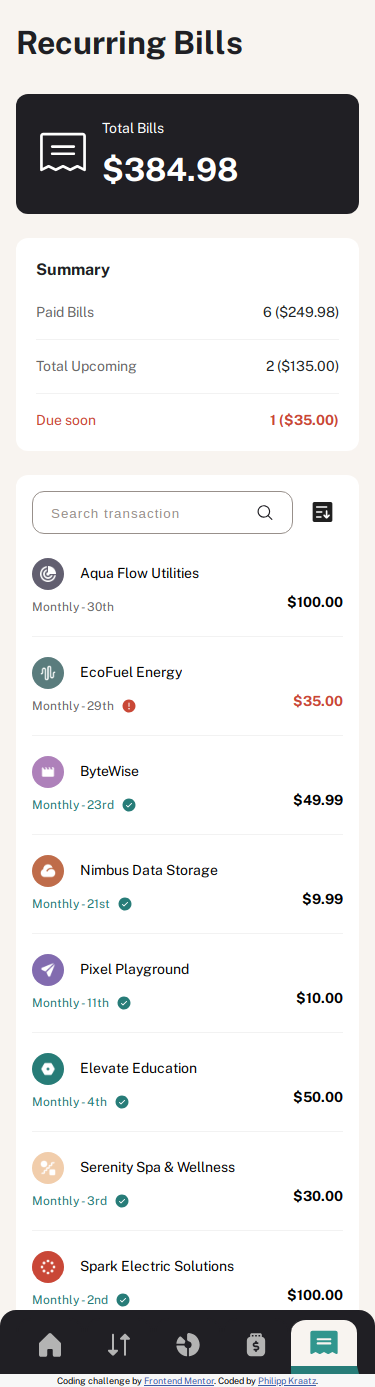 Recurring Bills
Total Bills
$384.98
Summary
Paid Bills 6 ($249.98)
Total Upcoming 2 ($135.00)
Due soon 1 ($35.00)
Search transaction
Aqua Flow Utilities
Monthly - 30th $100.00
EcoFuel Energy
Monthly - 29th $35.00
ByteWise
Monthly - 23rd $49.99
Nimbus Data Storage
Monthly - 21st $9.99
Pixel Playground
Monthly - 11th $10.00
Elevate Education
Monthly - 4th $50.00
Serenity Spa & Wellness
Monthly - 3rd $30.00
Spark Electric Solutions
Monthly - 2nd $100.00
Coding challenge by Frontend Mentor. Coded by Philipp Kraatz.